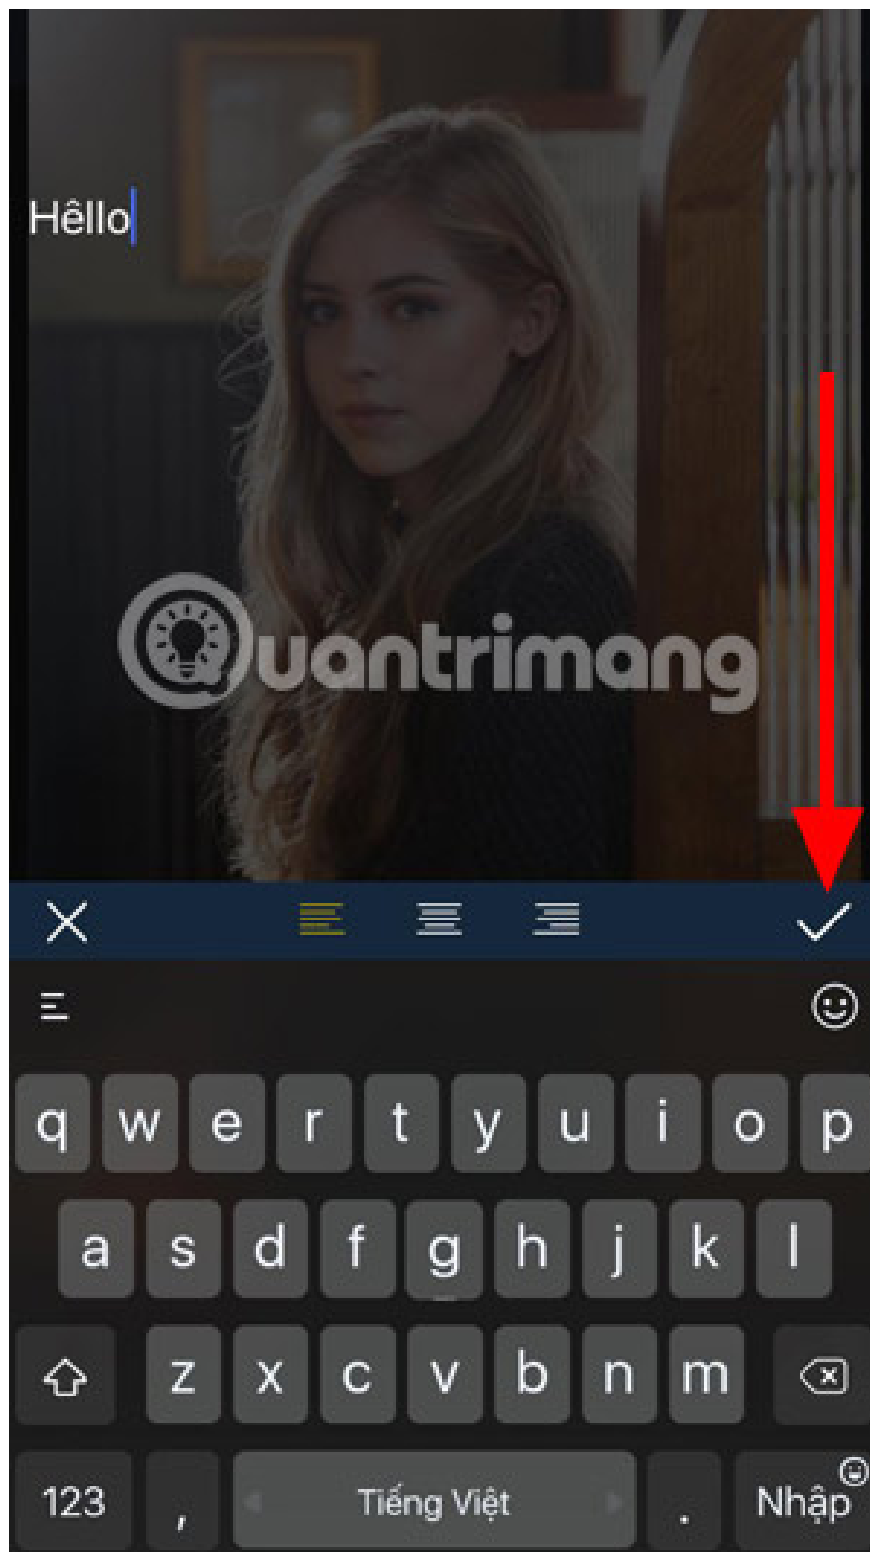 Hêllo
Quantrimang
q w e r t y u i o p
a s d f g h j k l
z x c v b n m
123 , Tiếng Việt . Nhập